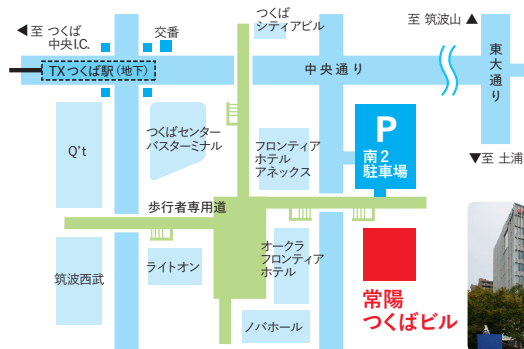 つくば
シティアビル
至 筑波山 ▲
◀至 つくば
中央I.C.
交番
東大通り
TXつくば駅（地下）
中央通り
P
南2
駐車場
▼至 土浦
Q't
つくばセンター
バスターミナル
フロンティア
ホテル
アネックス
歩行者専用道
筑波西武
ライトオン
オークラ
フロンティア
ホテル
常陽
つくばビル
ノバホール